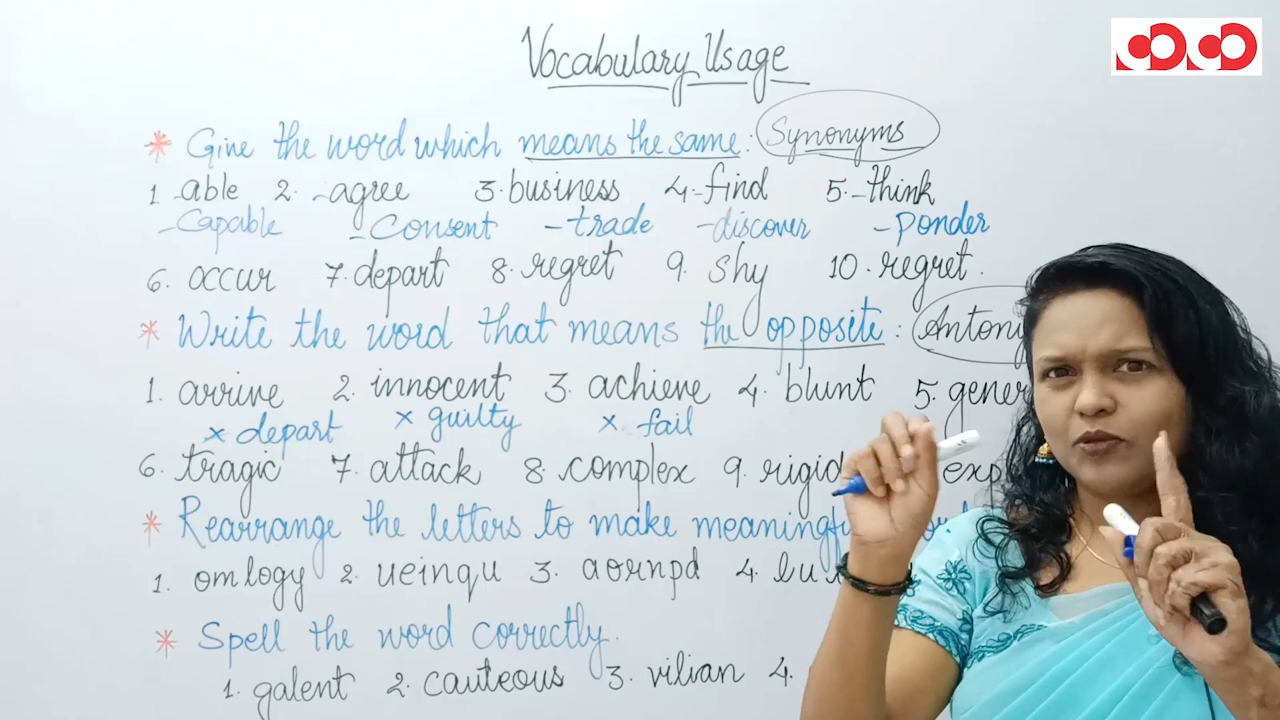 Vocabulary Usage
* Give the word which means the same: Synonyms
1 -able 2. -agree 3. business 4. -find 5. -think
-Capable -Consent -trade -discover -Ponder
6. occur 7. depart 8. regret 9. shy 10. regret.
* Write the word that means the opposite :
1. arrive 2. innocent 3. achieve 4. blunt 5.
x depart x guilty x. fail
6. tragic 7. attack 8. complex 9. rigid
* Rearrange the letters to make
1. omlogy 2. ueinqu 3. aornpd 4.
* Spell the word correctly.
1. galent 2. cauteous 3. vilian 4.